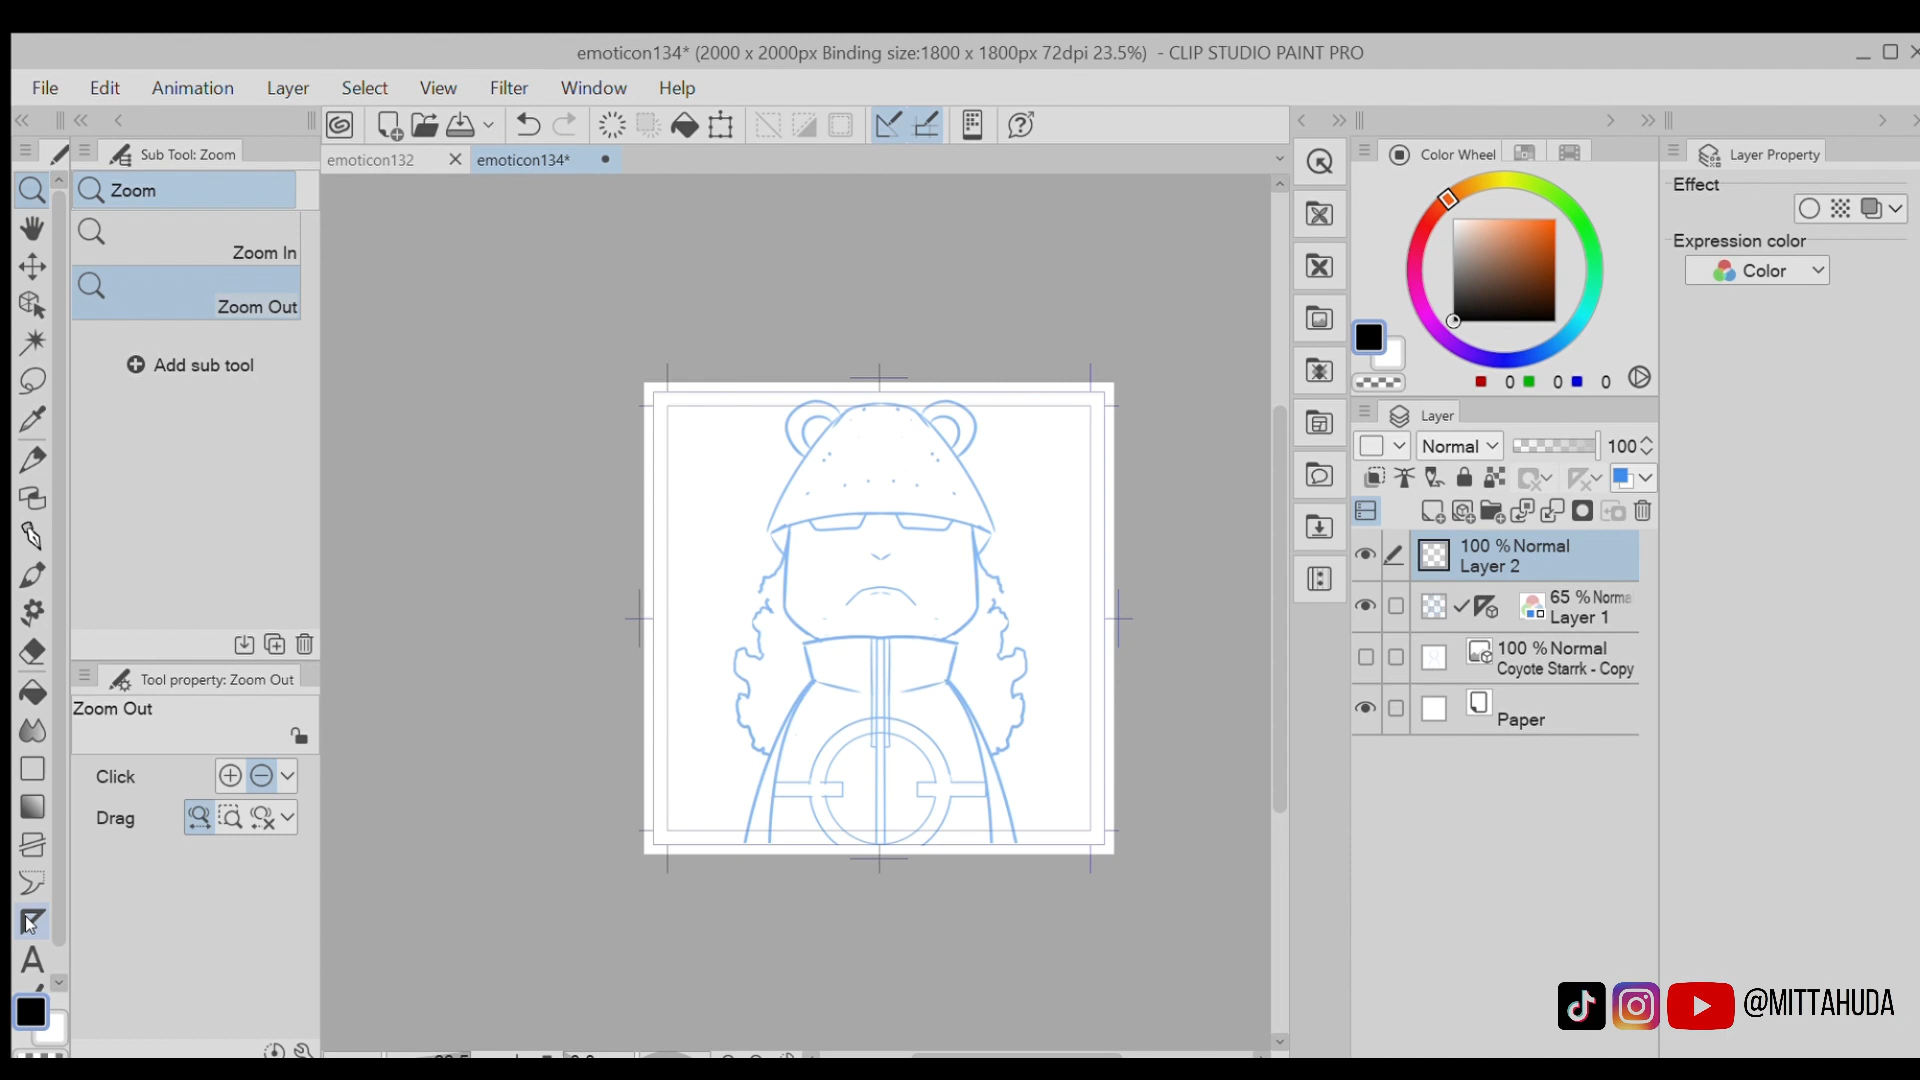 emoticon134* (2000 x 2000px Binding size:1800 x 1800px 72dpi 23.5%) - CLIP STUDIO PAINT PRO
File Edit Animation Layer Select View Filter Window Help
Sub Tool: Zoom
emoticon132
emoticon134*
Color Wheel
Layer Property
Zoom
Zoom In
Zoom Out
Add sub tool
Effect
Expression color
Color
0 0 0
Layer
Normal 100
100 % Normal
Layer 2
65 % Norma
Layer 1
100 % Normal
Coyote Starrk - Copy
Paper
Tool property: Zoom Out
Zoom Out
Click
Drag
A
@MITTAHUDA